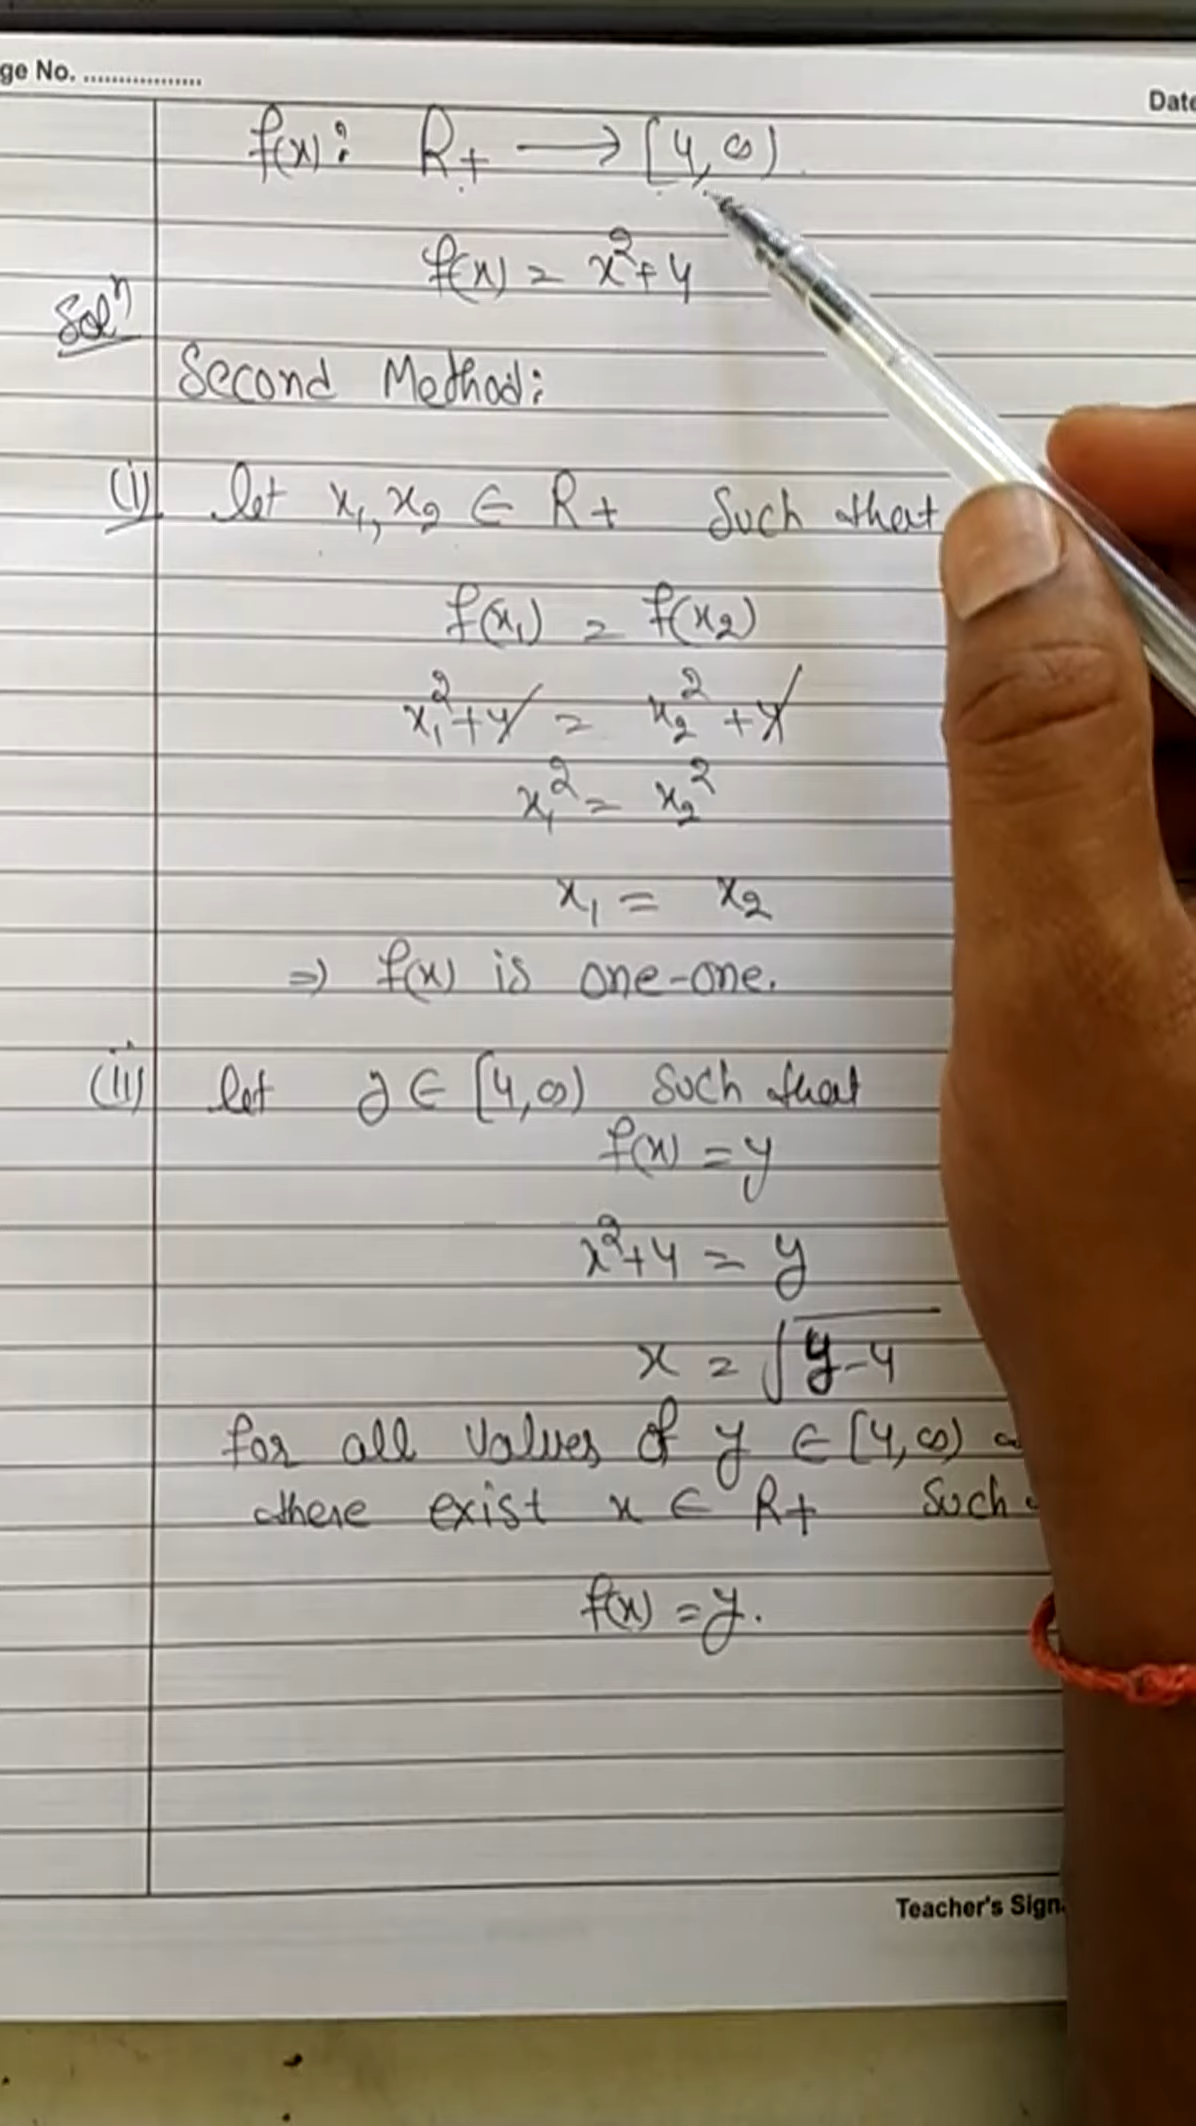 ge No. .................
Date
f(x): R+ → [4, ∞)
f(x) = x²+4
Solⁿ
Second Method:
(i) let x₁, x₂ ∈ R+ Such that
f(x₁) = f(x₂)
x₁²+4 = x₂²+4
x₁² = x₂²
x₁ = x₂
⇒ f(x) is one-one.
(ii) let y ∈ [4,∞) Such that
f(x) = y
x²+4 = y
x = √y-4
for all values of y ∈ [4,∞)
there exist x ∈ R+ Such
f(x) = y.
Teacher's Sign.